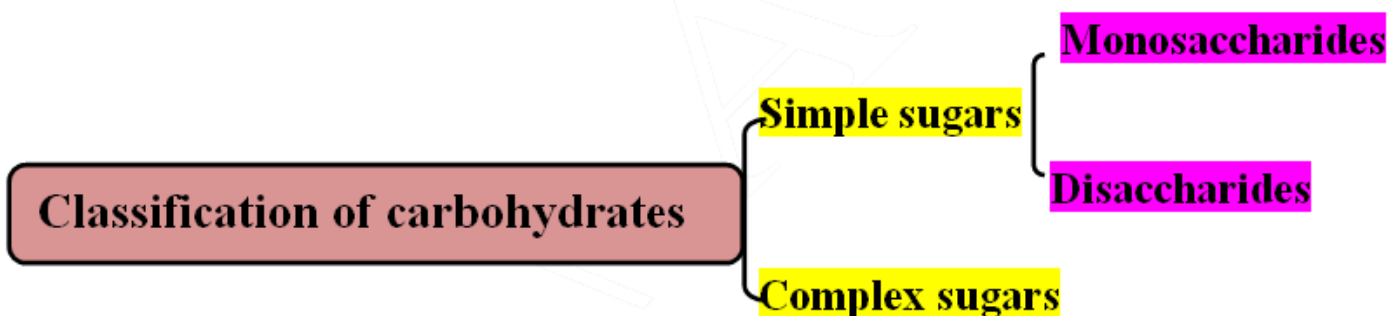 Monosaccharides
Simple sugars
Disaccharides
Classification of carbohydrates
Complex sugars